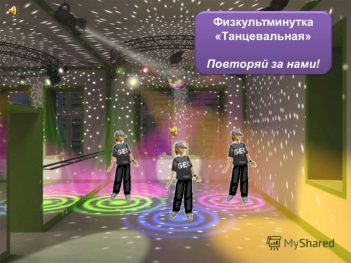 Физкультминутка
«Танцевальная»
Повторяй за нами!
MyShared